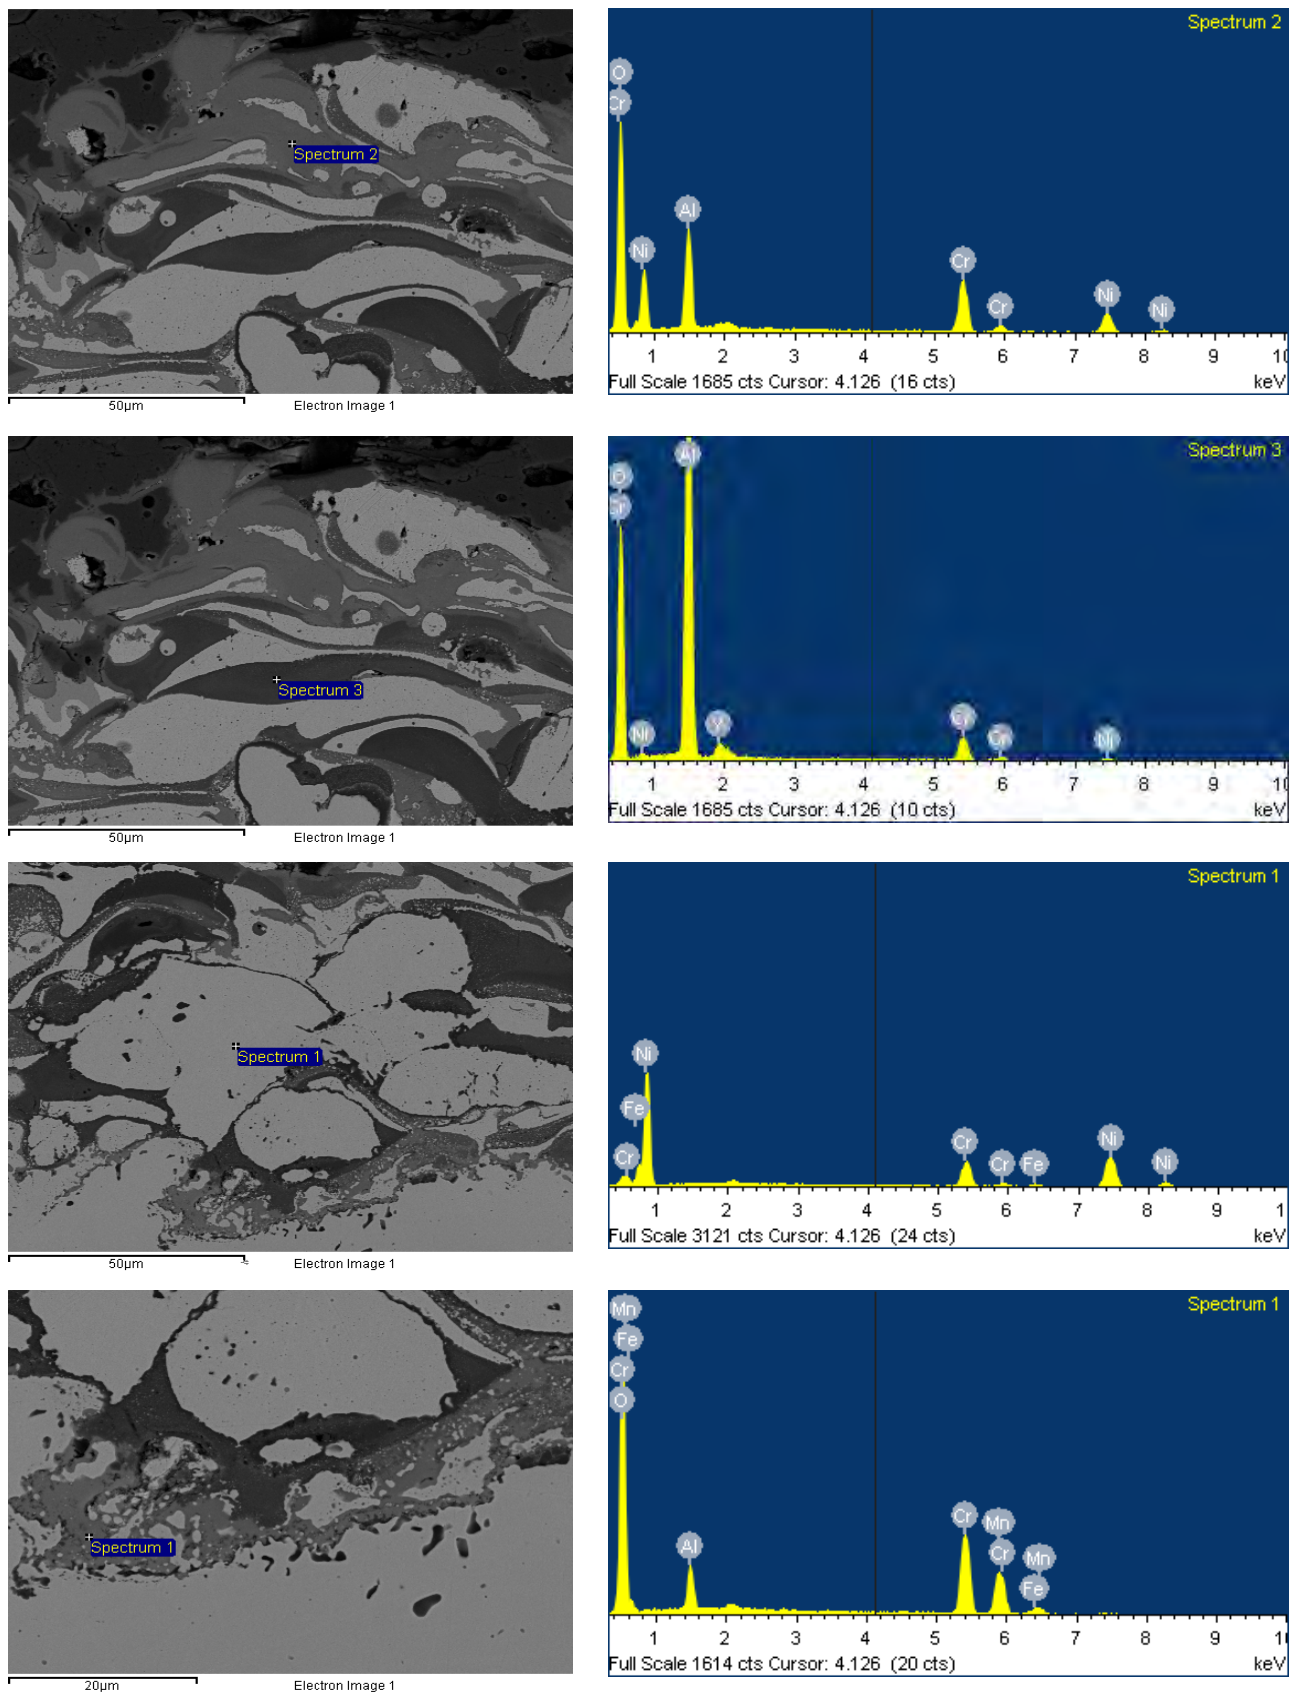 Spectrum 2
50µm
Electron Image 1
Spectrum 2
O
Cr
Ni
Al
Cr
Cr
Ni
Ni
1 2 3 4 5 6 7 8 9 10
Full Scale 1685 cts Cursor: 4.126 (16 cts)
keV
Spectrum 3
50µm
Electron Image 1
Spectrum 3
O
Cr
Ni
Al
Y
Cr
Cr
Ni
1 2 3 4 5 6 7 8 9 10
Full Scale 1685 cts Cursor: 4.126 (10 cts)
keV
Spectrum 1
50µm
Electron Image 1
Spectrum 1
Ni
Fe
Cr
Cr
Cr
Fe
Ni
Ni
1 2 3 4 5 6 7 8 9 1
Full Scale 3121 cts Cursor: 4.126 (24 cts)
keV
Spectrum 1
20µm
Electron Image 1
Spectrum 1
Mn
Fe
Cr
O
Al
Cr
Mn
Cr
Mn
Fe
1 2 3 4 5 6 7 8 9 1
Full Scale 1614 cts Cursor: 4.126 (20 cts)
keV